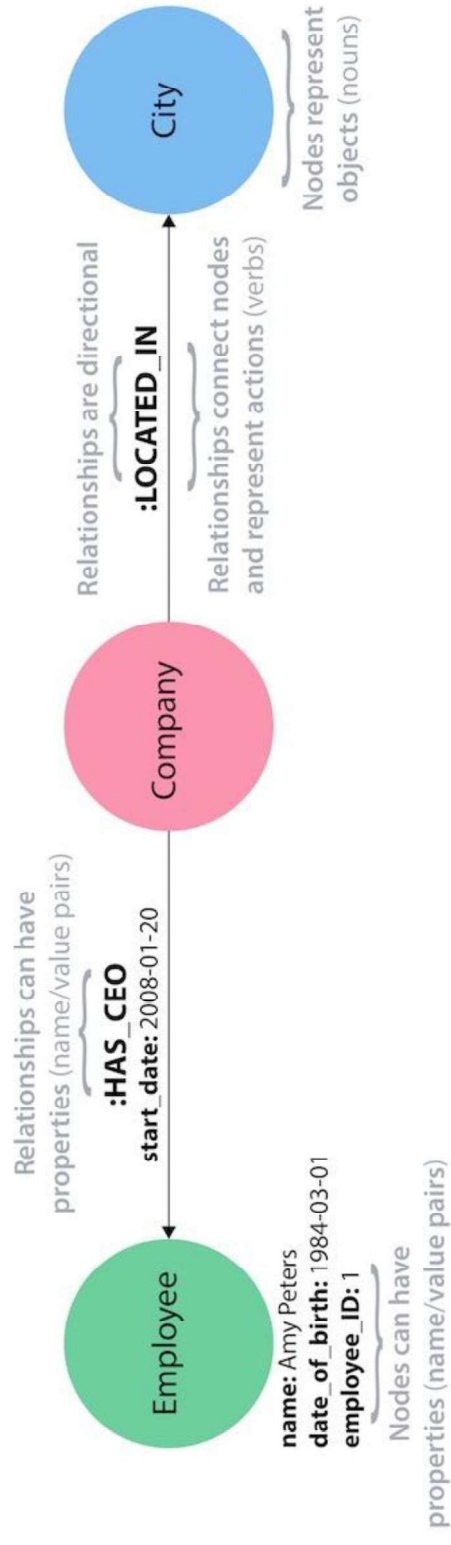 Employee
name: Amy Peters
date_of_birth: 1984-03-01
employee_ID: 1
Nodes can have
properties (name/value pairs)
Relationships can have
properties (name/value pairs)
:HAS_CEO
start_date: 2008-01-20
Company
Relationships are directional
:LOCATED_IN
Relationships connect nodes
and represent actions (verbs)
City
Nodes represent
objects (nouns)